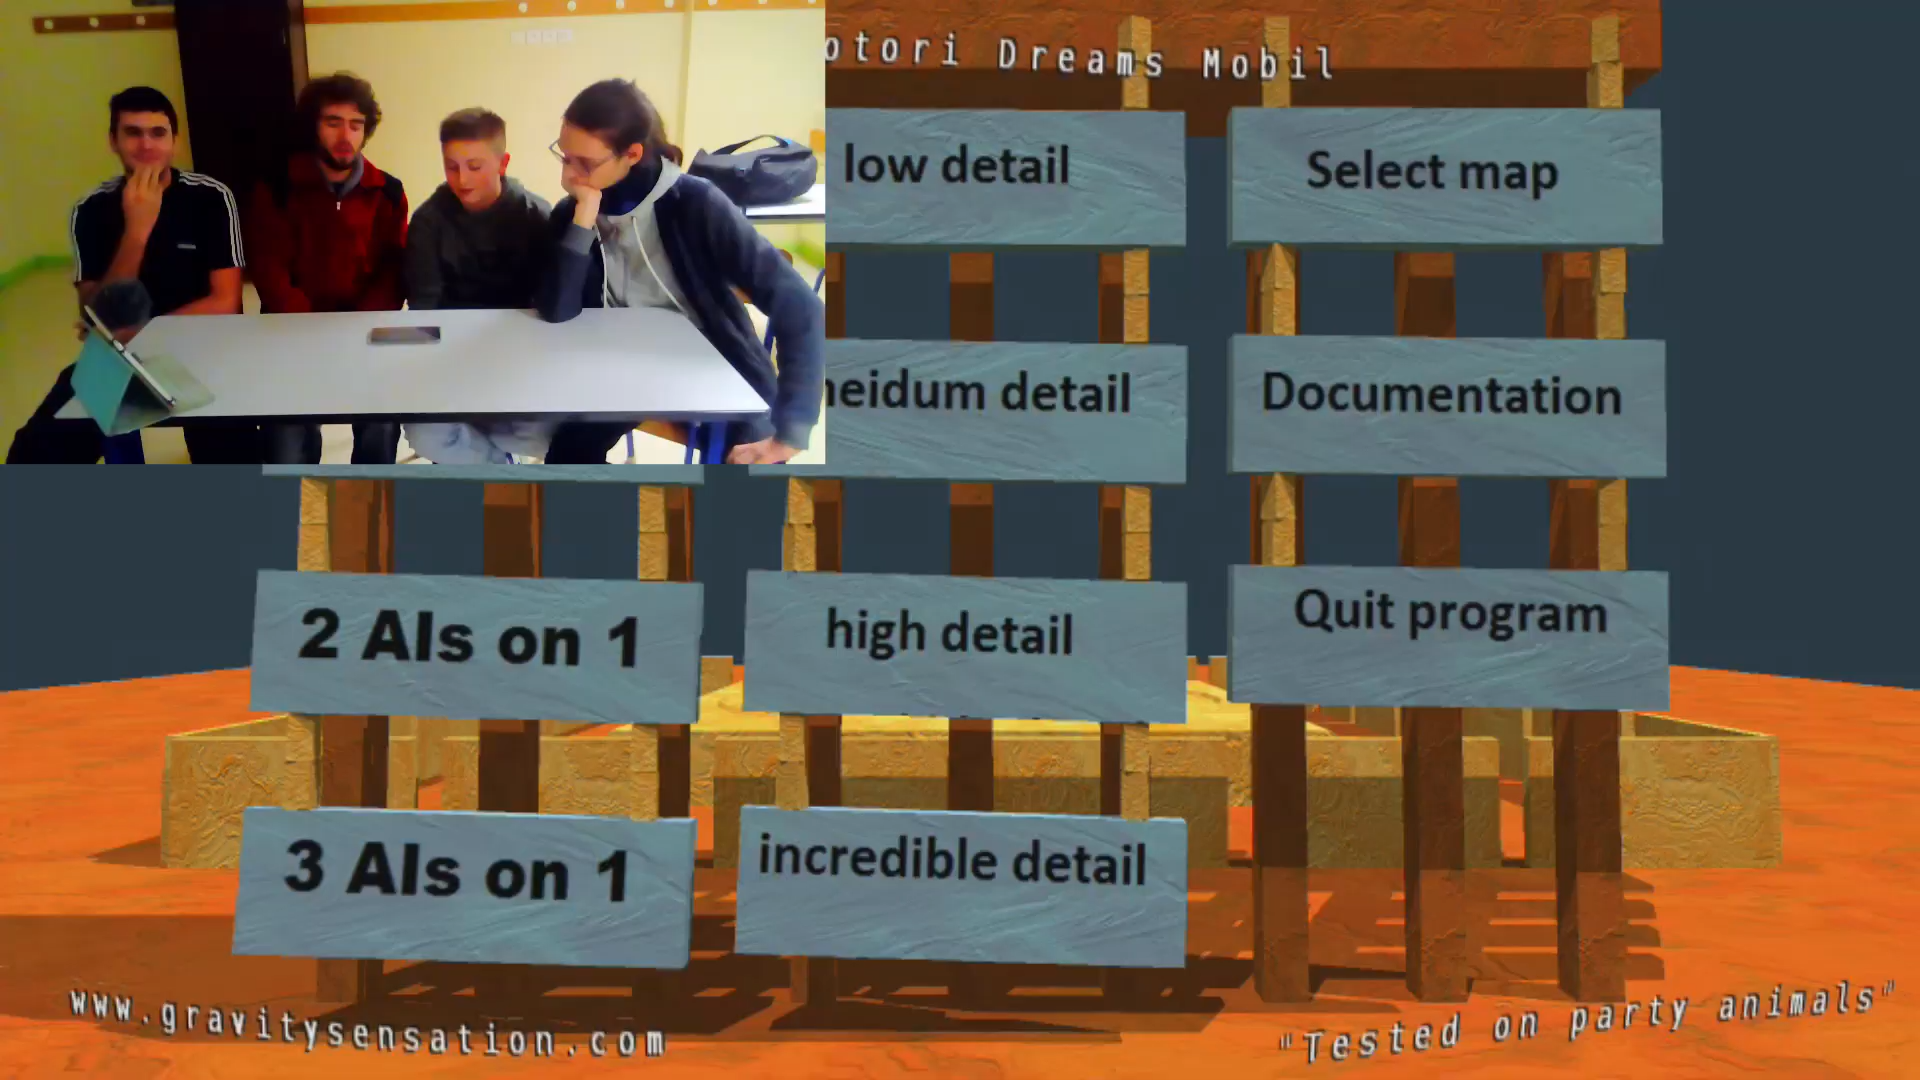 otori Dreams Mobil
low detail
Select map
eidum detail
Documentation
2 AIs on 1
high detail
Quit program
3 AIs on 1
incredible detail
www.gravitysensation.com
"Tested on party animals"